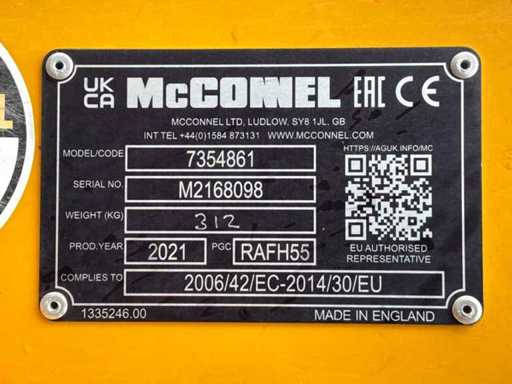 UK
CA McCONNEL EAC CE
MCCONNEL LTD, LUDLOW, SY8 1JL. GB
INT TEL +44(0)1584 873131 WWW.MCCONNEL.COM
HTTPS://AGUK.INFO/MC
MODEL/CODE 7354861
SERIAL NO. M2168098
WEIGHT (KG) 312
PROD.YEAR 2021 PGC RAFH55
EU AUTHORISED
REPRESENTATIVE
COMPLIES TO 2006/42/EC-2014/30/EU
1335246.00 MADE IN ENGLAND